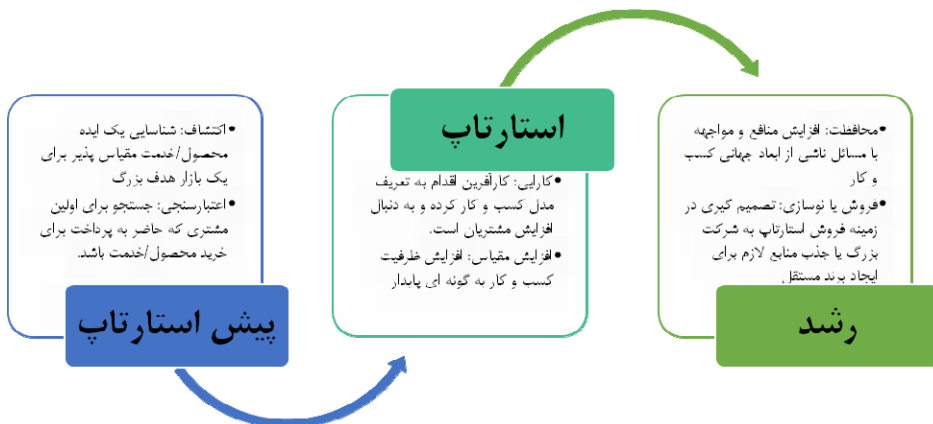 •اکتشاف: شناسایی یک ایده
محصول/خدمت مقیاس پذیر برای
یک بازار هدف بزرگ
•اعتبارسنجی: جستجو برای اولین
مشتری که حاضر به پرداخت برای
خرید محصول/خدمت باشد.
پیش استارتاپ
استارتاپ
•کارایی: کارآفرین اقدام به تعریف
مدل کسب و کار کرده و به دنبال
افزایش مشتریان است.
•افزایش مقیاس: افزایش ظرفیت
کسب و کار به گونه ای پایدار
•محافظت: افزایش منافع و مواجهه
با مسائل ناشی از ابعاد جهانی کسب
و کار
•فروش یا نوسازی: تصمیم گیری در
زمینه فروش استارتاپ به شرکت
بزرگ یا جذب منابع لازم برای
ایجاد برند مستقل
رشد